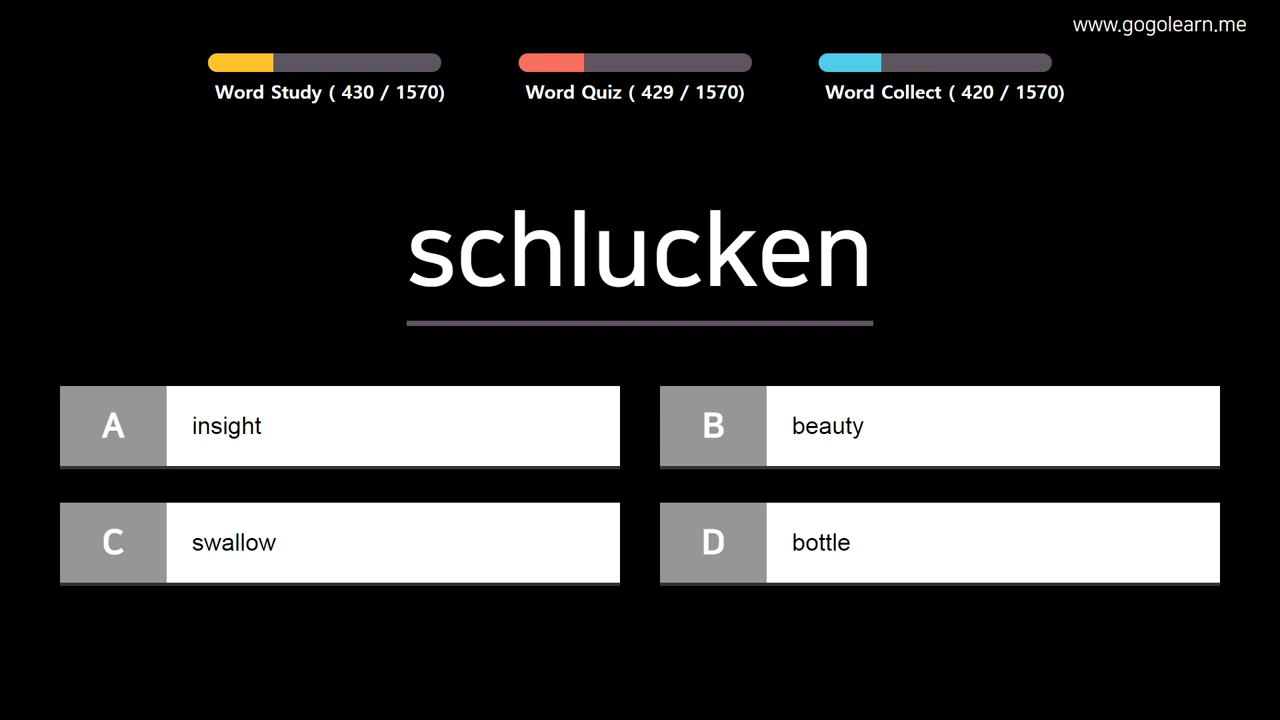 www.gogolearn.me
Word Study ( 430 / 1570)
Word Quiz ( 429 / 1570)
Word Collect ( 420 / 1570)
schlucken
A insight
B beauty
C swallow
D bottle